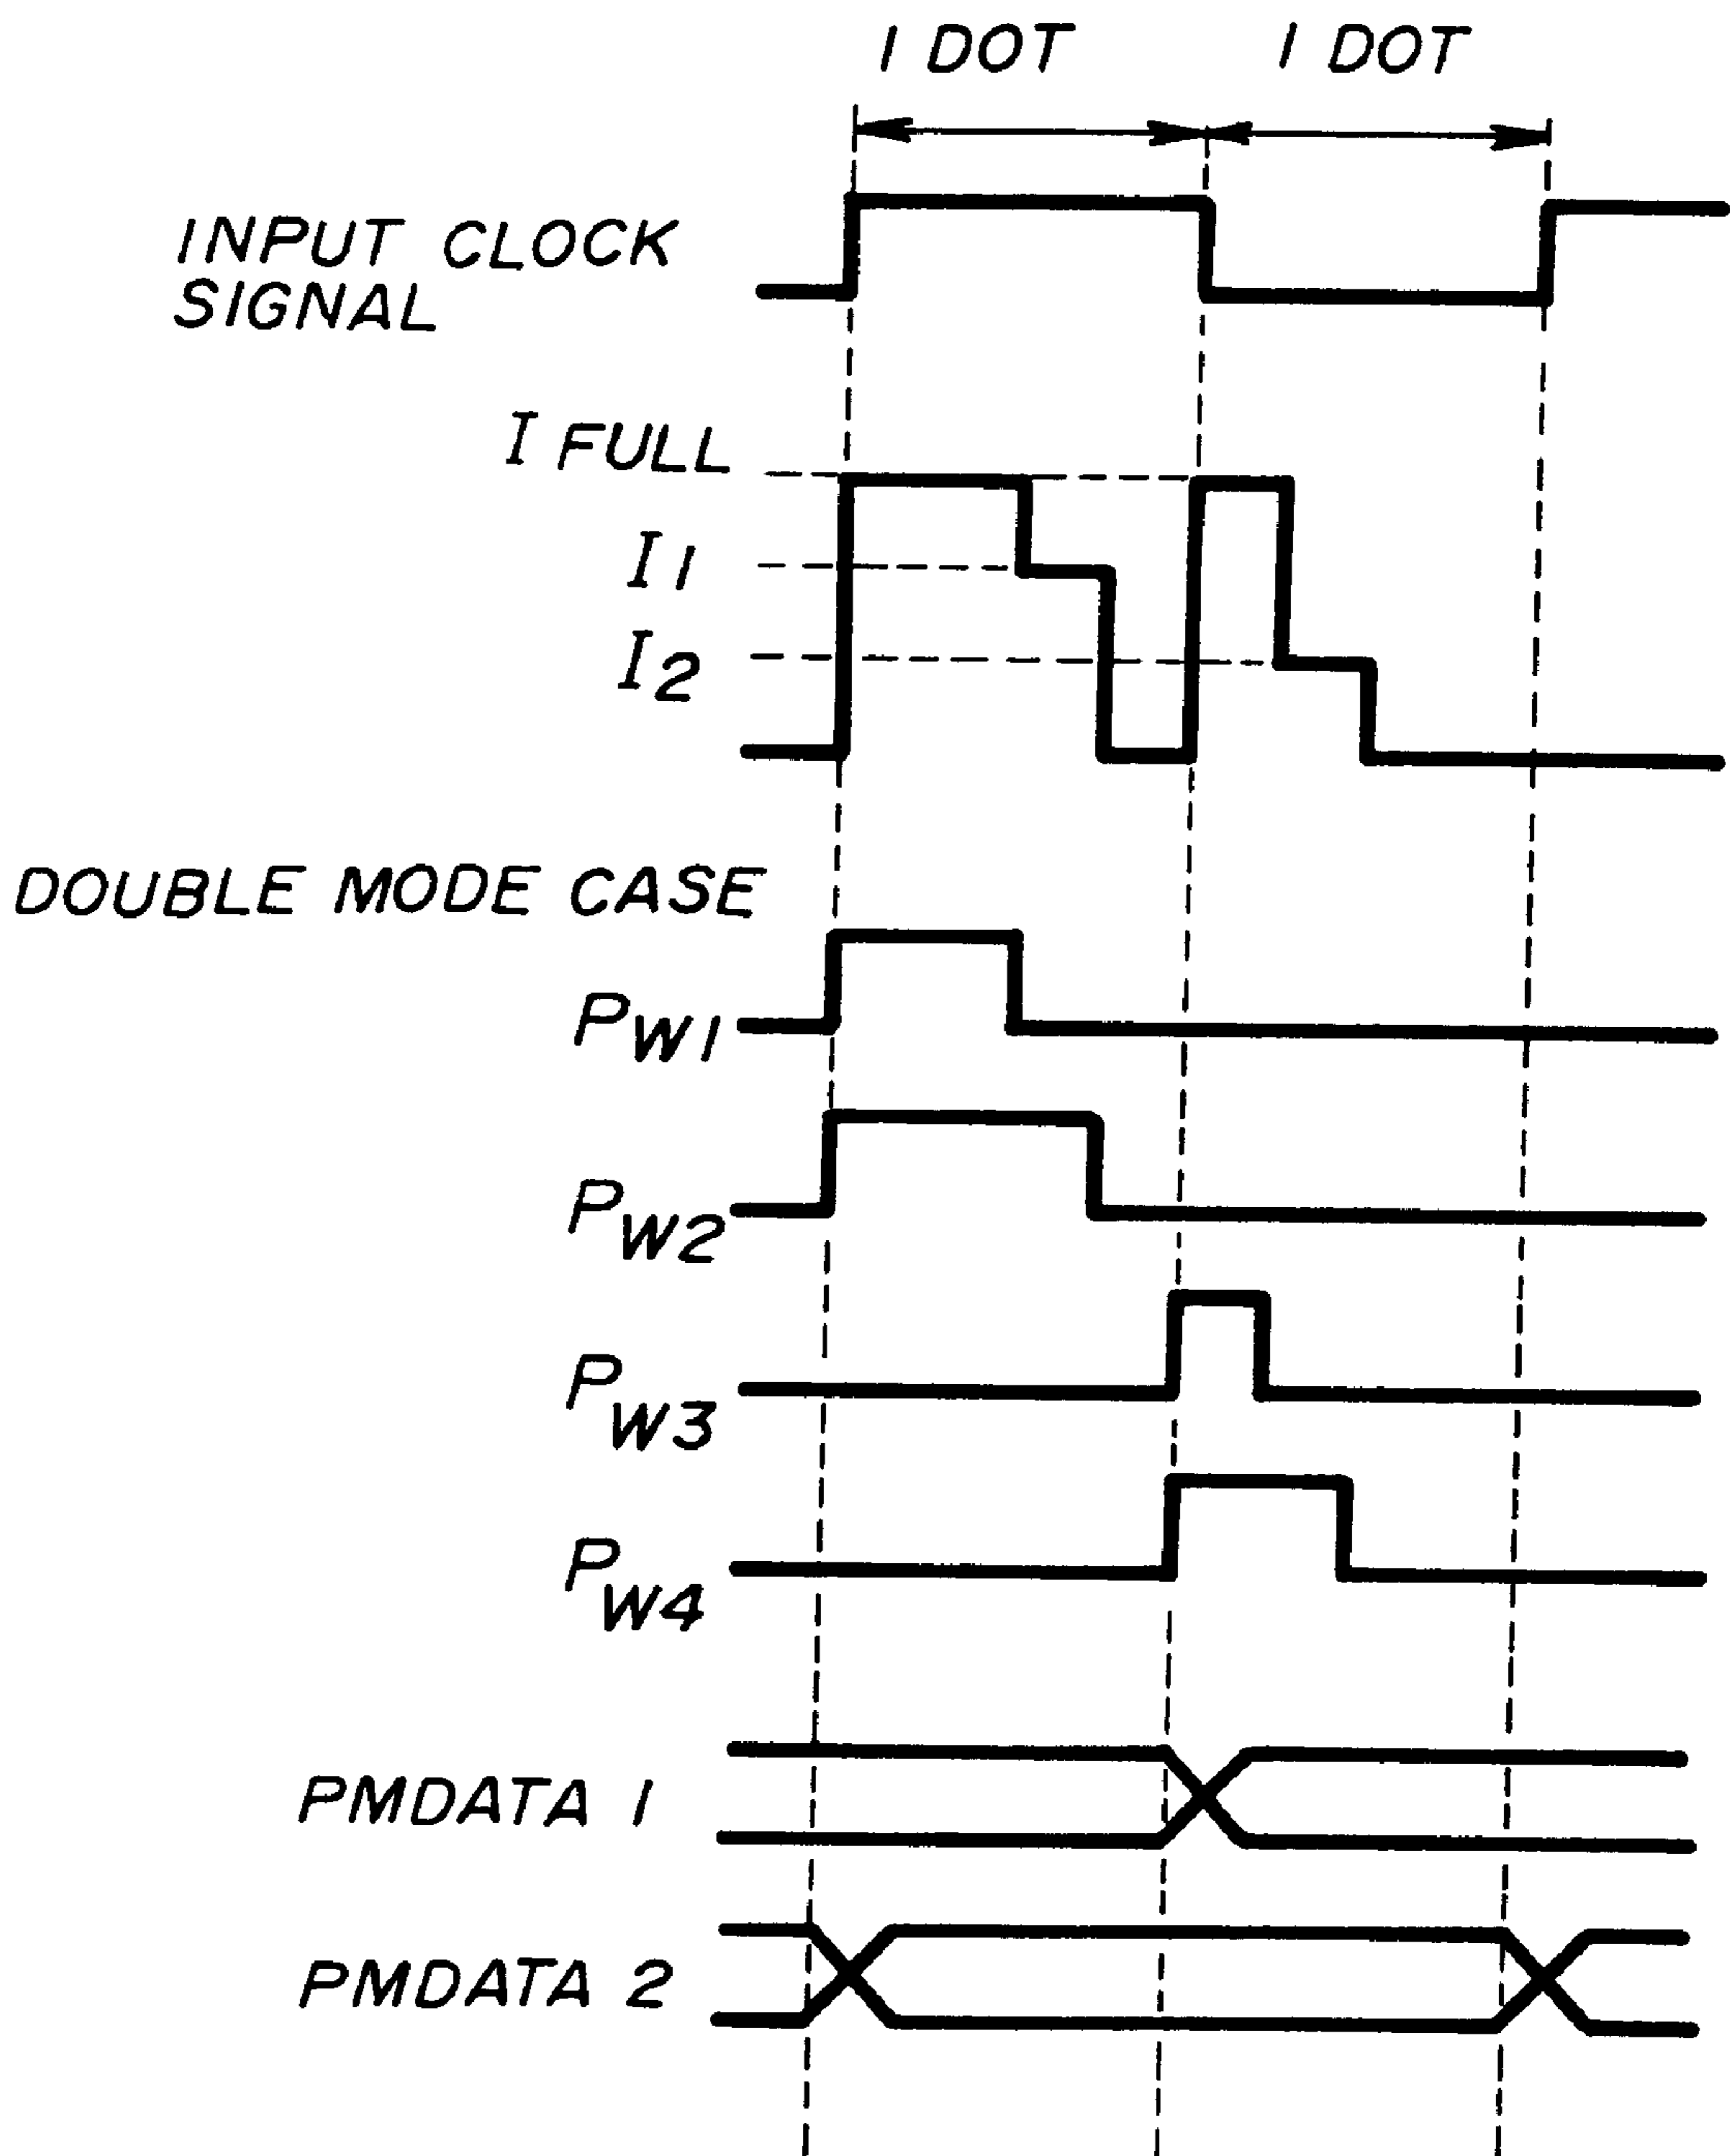 1 DOT 1 DOT
INPUT CLOCK
SIGNAL
I FULL
I1
I2
DOUBLE MODE CASE
PW1
PW2
PW3
PW4
PMDATA 1
PMDATA 2